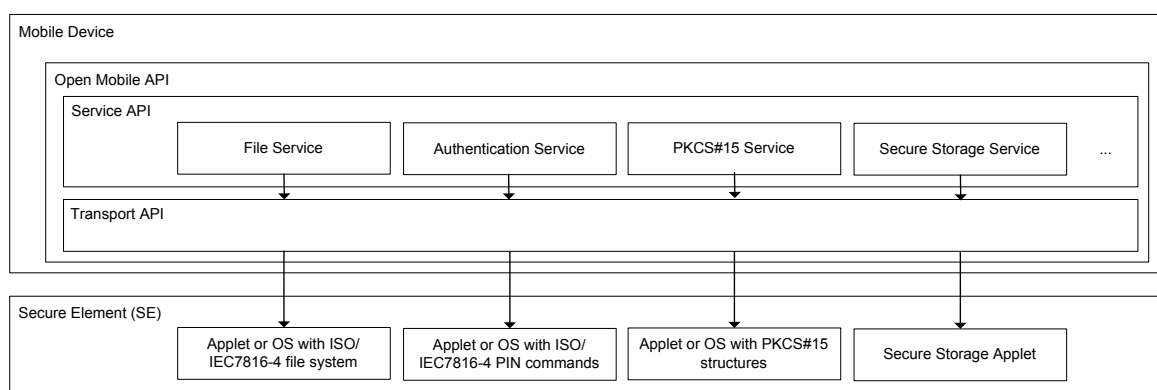 Mobile Device
Open Mobile API
Service API
File Service
Authentication Service
PKCS#15 Service
Secure Storage Service
...
Transport API
Secure Element (SE)
Applet or OS with ISO/
IEC7816-4 file system
Applet or OS with ISO/
IEC7816-4 PIN commands
Applet or OS with PKCS#15
structures
Secure Storage Applet